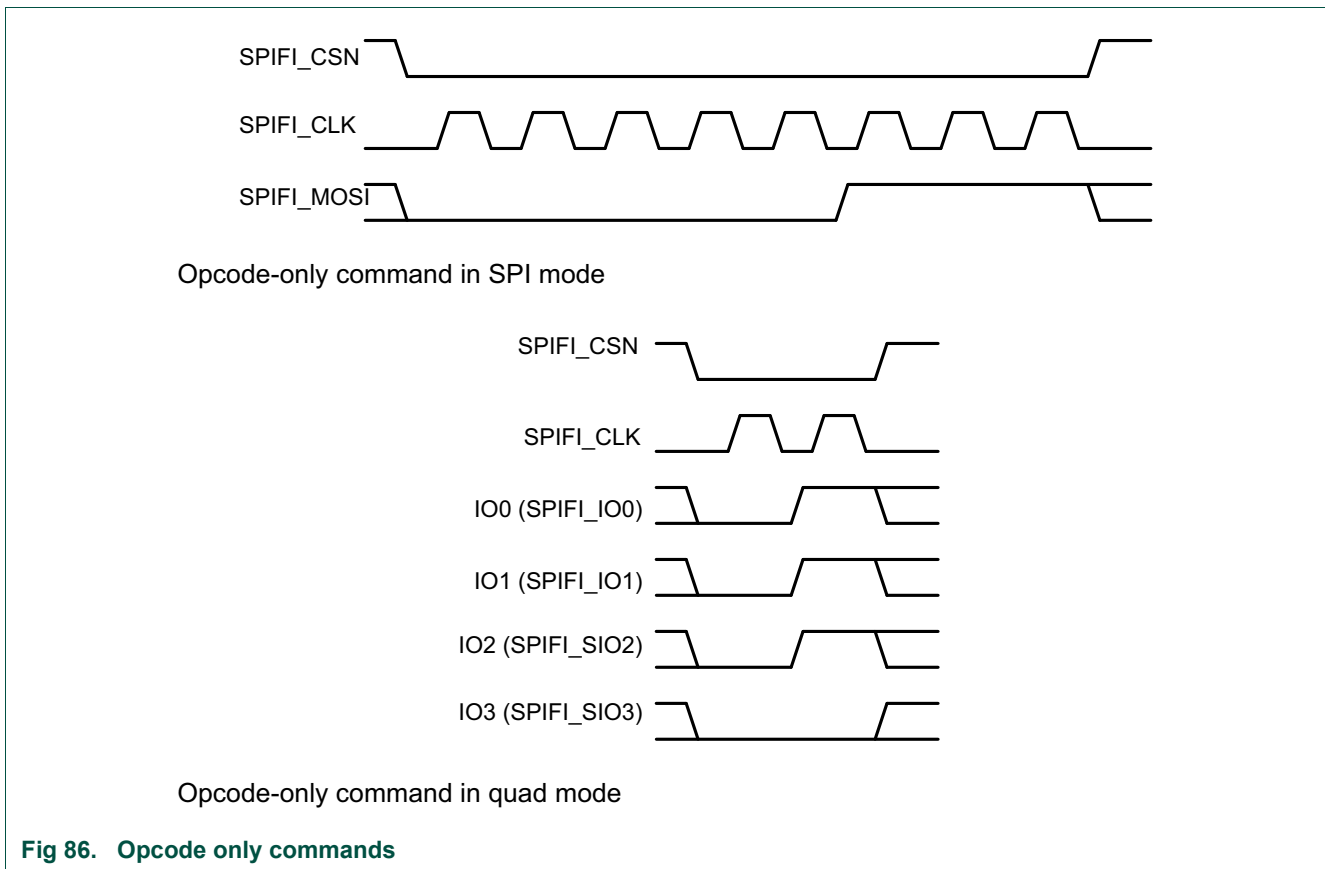 SPIFI_CSN
SPIFI_CLK
SPIFI_MOSI
Opcode-only command in SPI mode
SPIFI_CSN
SPIFI_CLK
IO0 (SPIFI_IO0)
IO1 (SPIFI_IO1)
IO2 (SPIFI_SIO2)
IO3 (SPIFI_SIO3)
Opcode-only command in quad mode
Fig 86. Opcode only commands